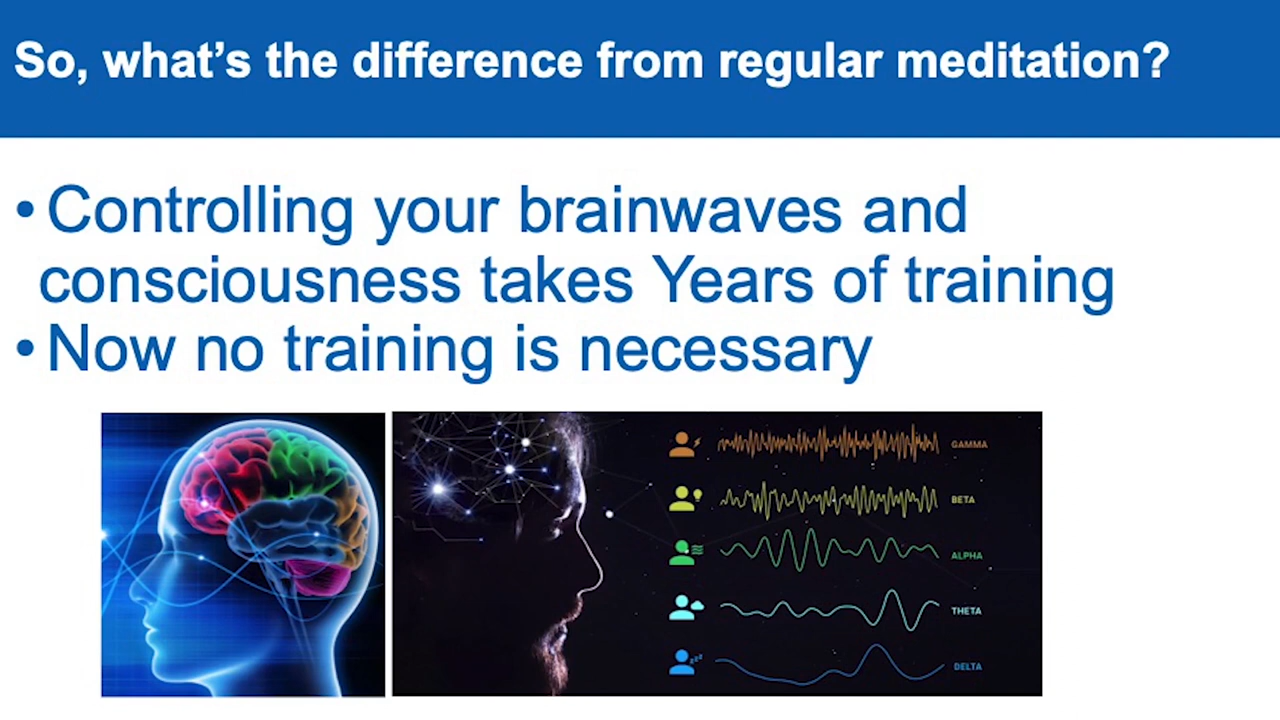 So, what's the difference from regular meditation?
• Controlling your brainwaves and
consciousness takes Years of training
• Now no training is necessary
GAMMA
BETA
ALPHA
THETA
DELTA